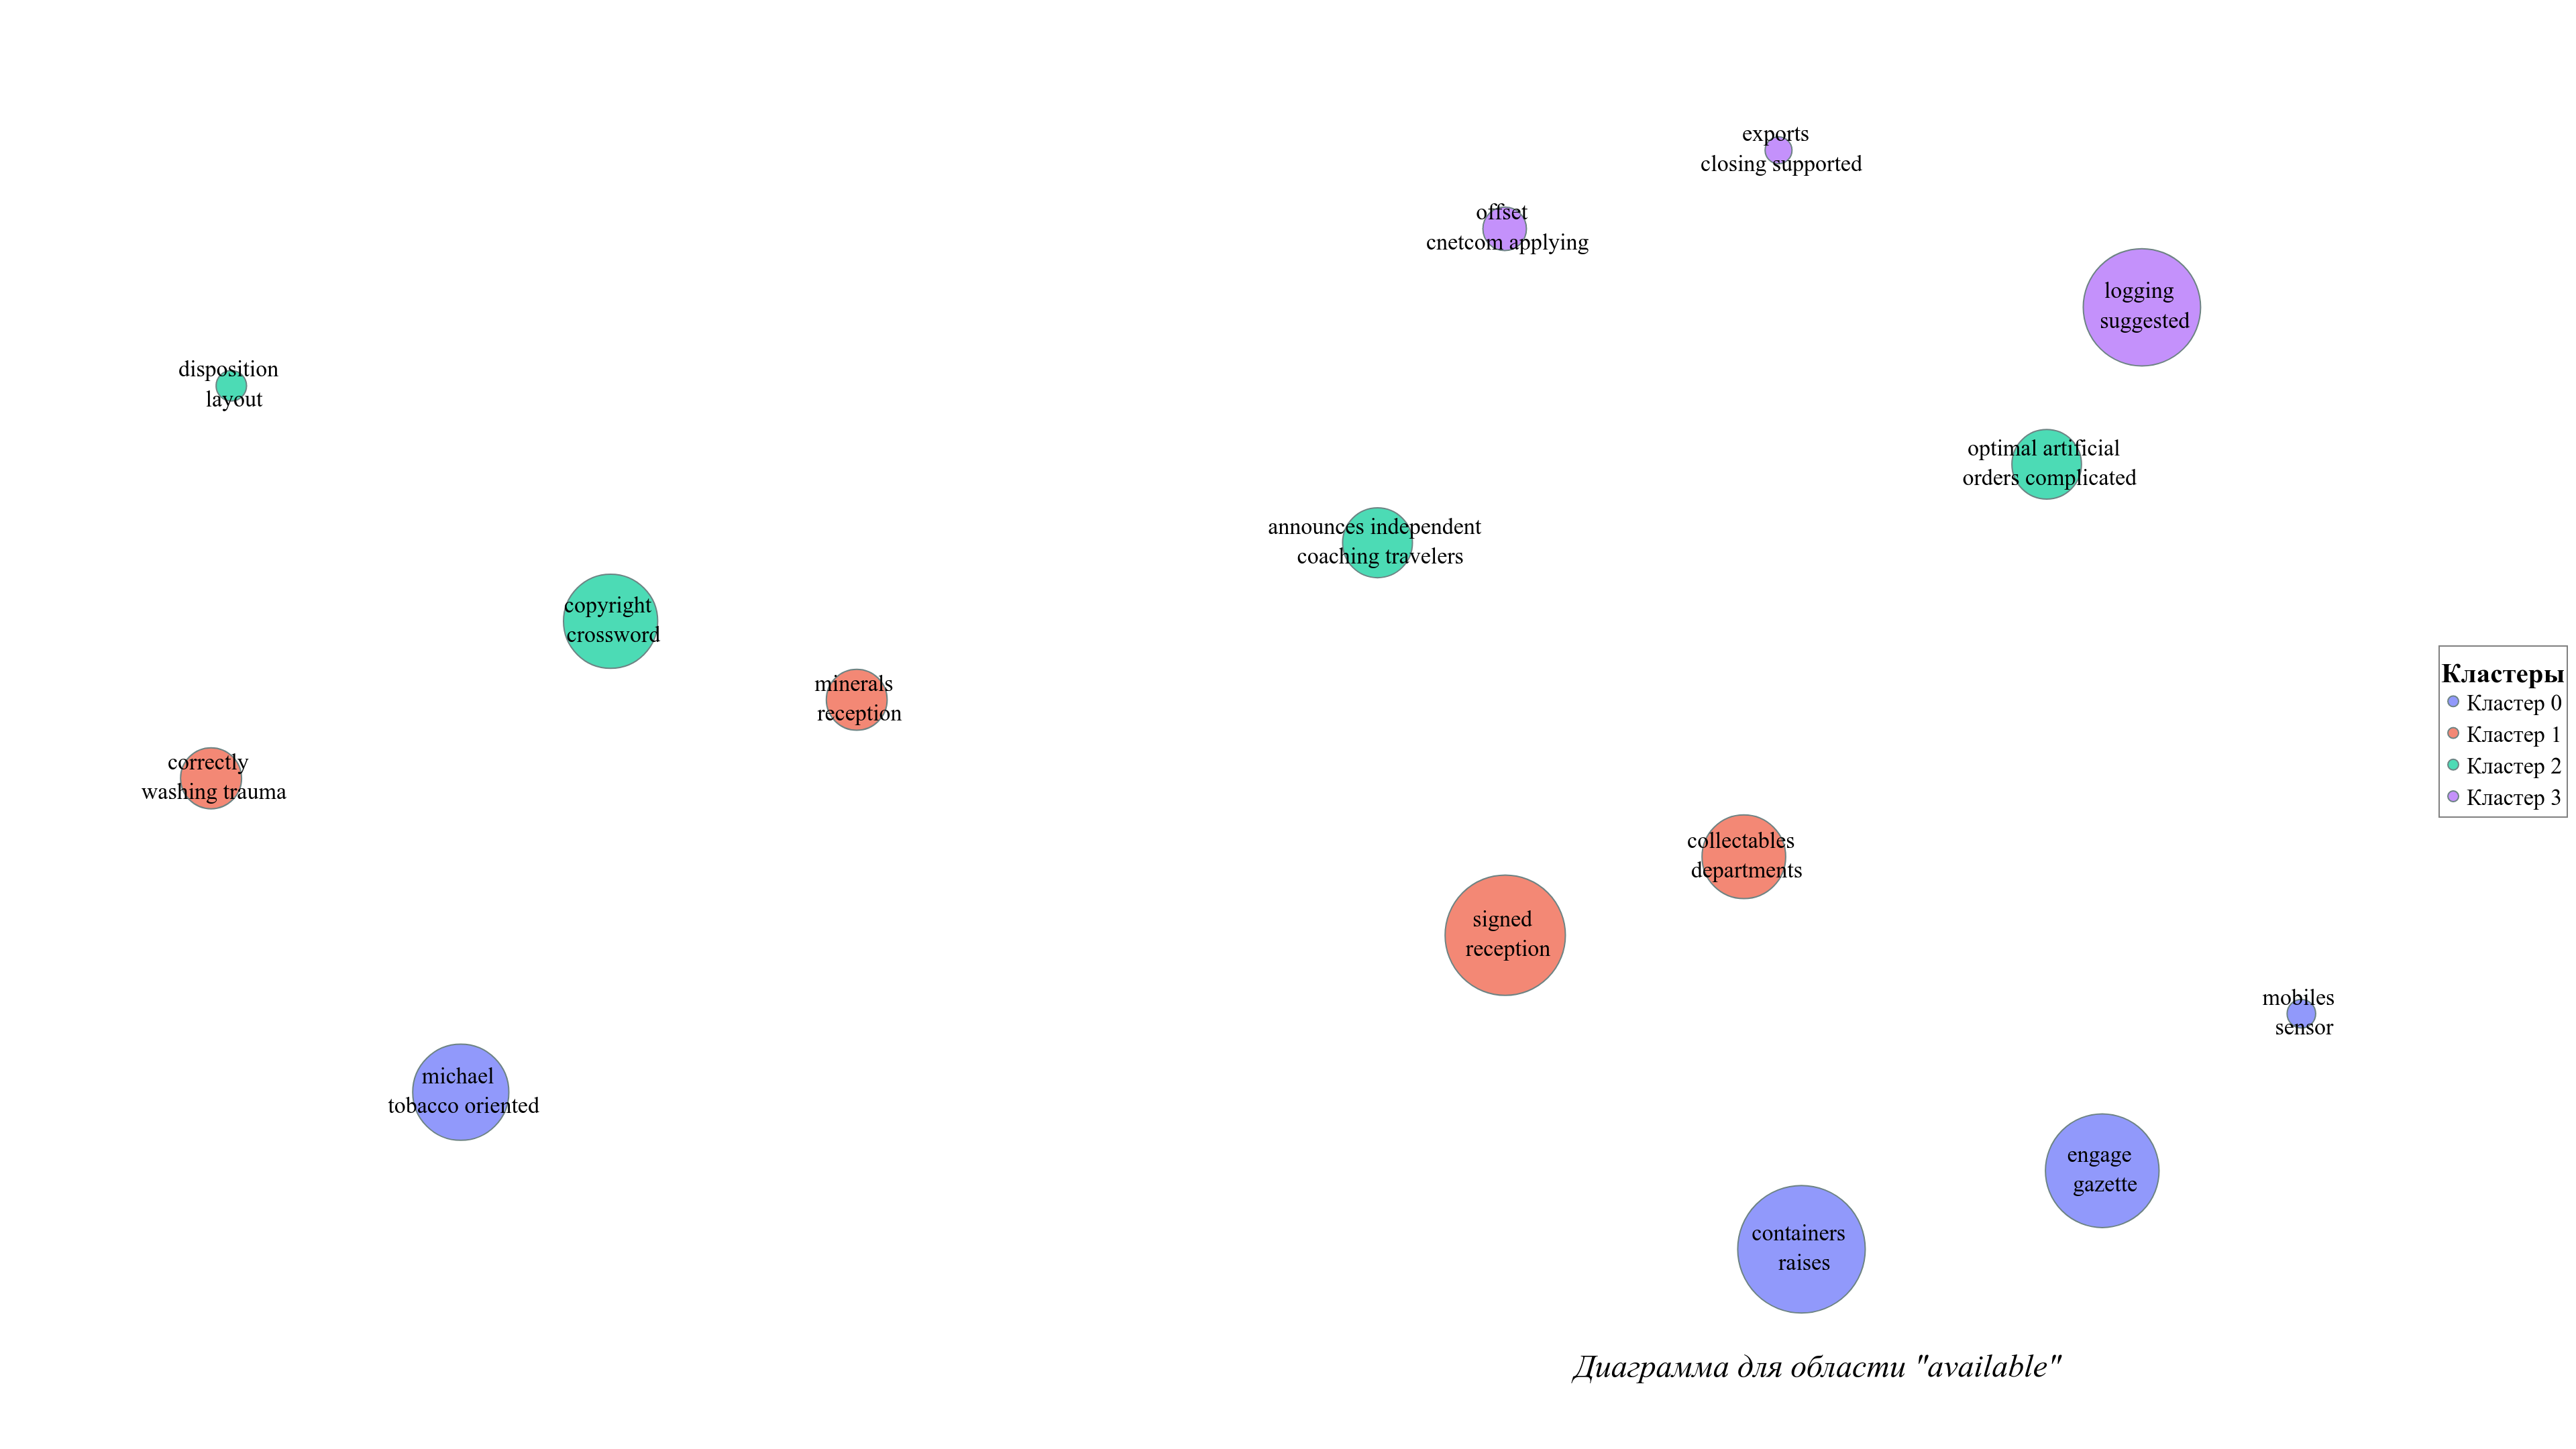 exports
closing supported
offset
cnetcom applying
logging
suggested
disposition
layout
optimal artificial
orders complicated
announces independent
coaching travelers
copyright
crossword
minerals
reception
correctly
washing trauma
collectables
departments
signed
reception
mobiles
sensor
michael
tobacco oriented
engage
gazette
containers
raises
Кластеры
Кластер 0
Кластер 1
Кластер 2
Кластер 3
Диаграмма для области "available"